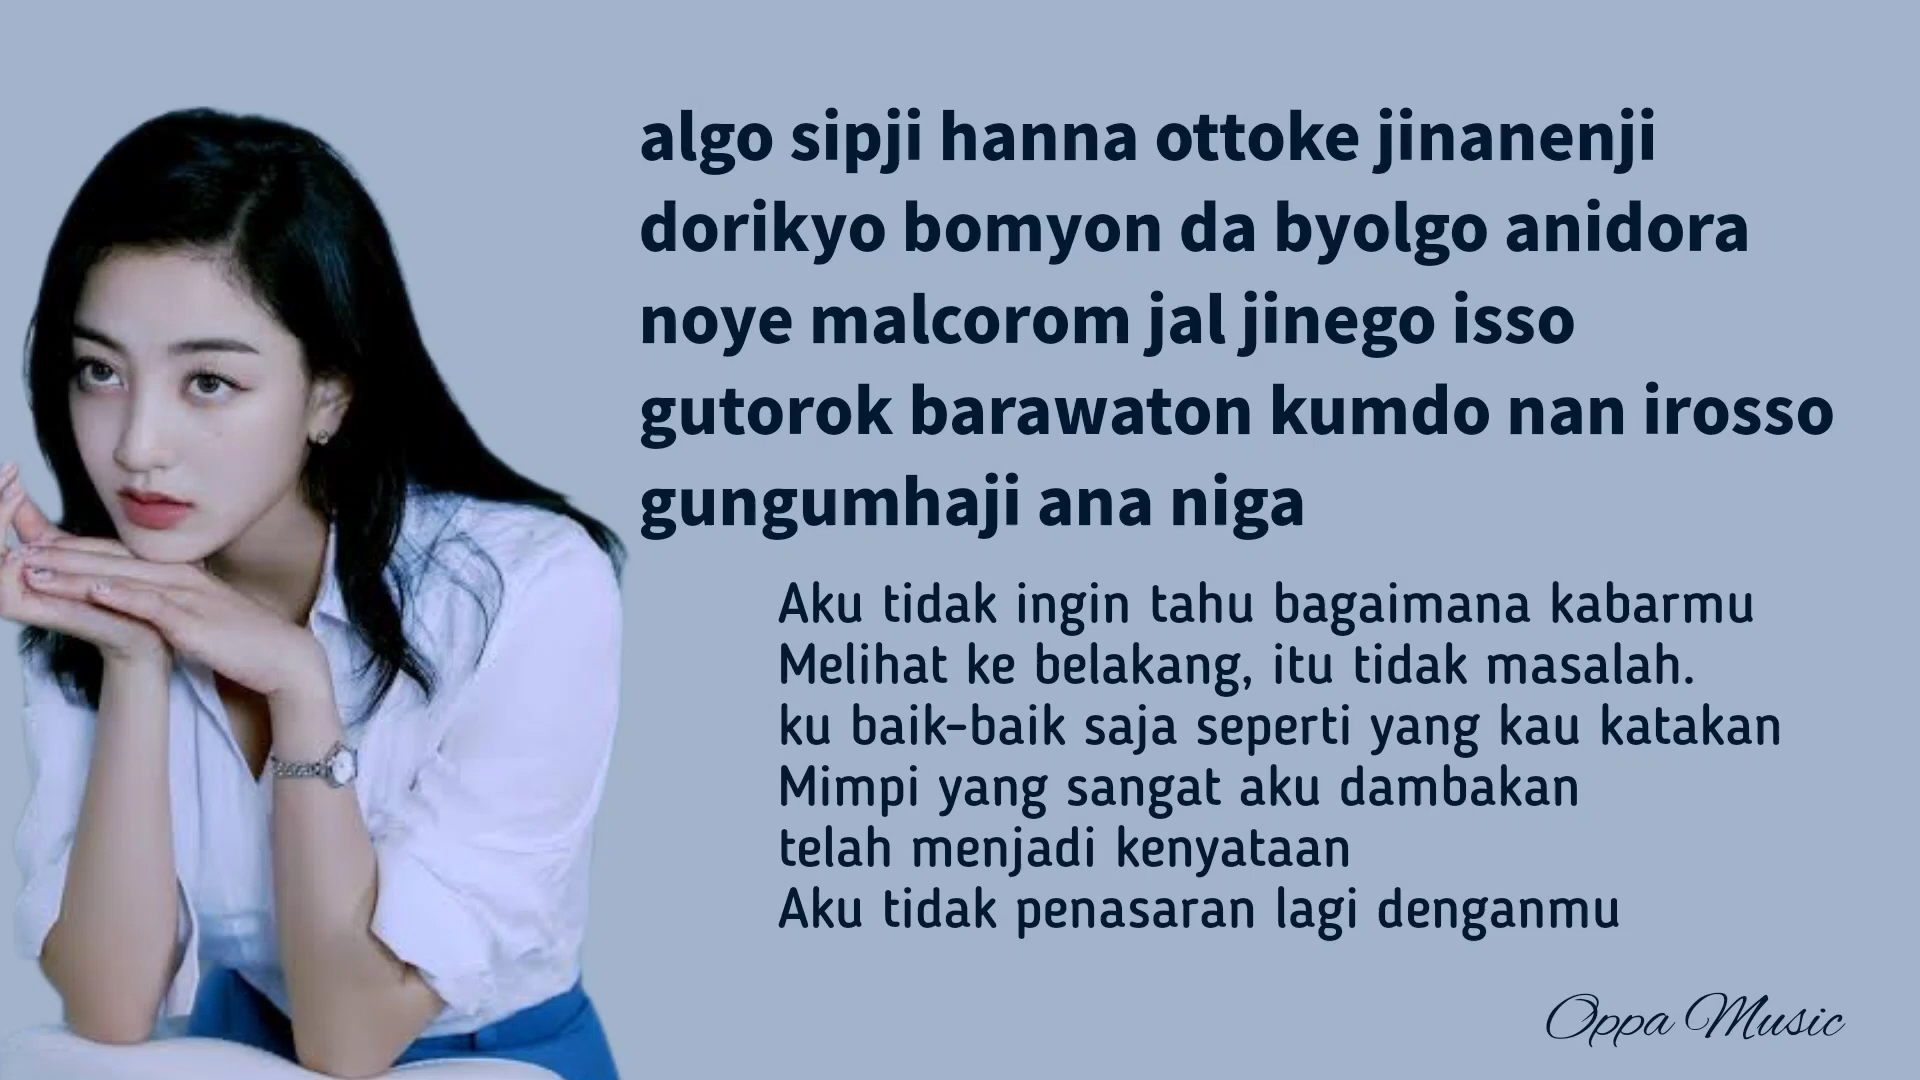 algo sipji hanna ottoke jinanenji
dorikyo bomyon da byolgo anidora
noye malcorom jal jinego isso
gutorok barawaton kumdo nan irosso
gungumhaji ana niga
Aku tidak ingin tahu bagaimana kabarmu
Melihat ke belakang, itu tidak masalah.
ku baik-baik saja seperti yang kau katakan
Mimpi yang sangat aku dambakan
telah menjadi kenyataan
Aku tidak penasaran lagi denganmu
Oppa Music